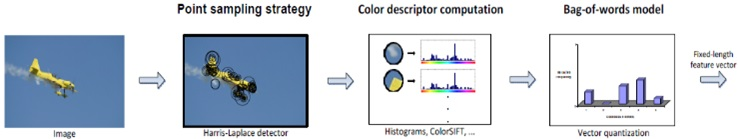 Point sampling strategy
Color descriptor computation
Bag-of-words model
Fixed-length
feature vector
Image
Harris-Laplace detector
Histograms, ColorSIFT, ...
Vector quantization